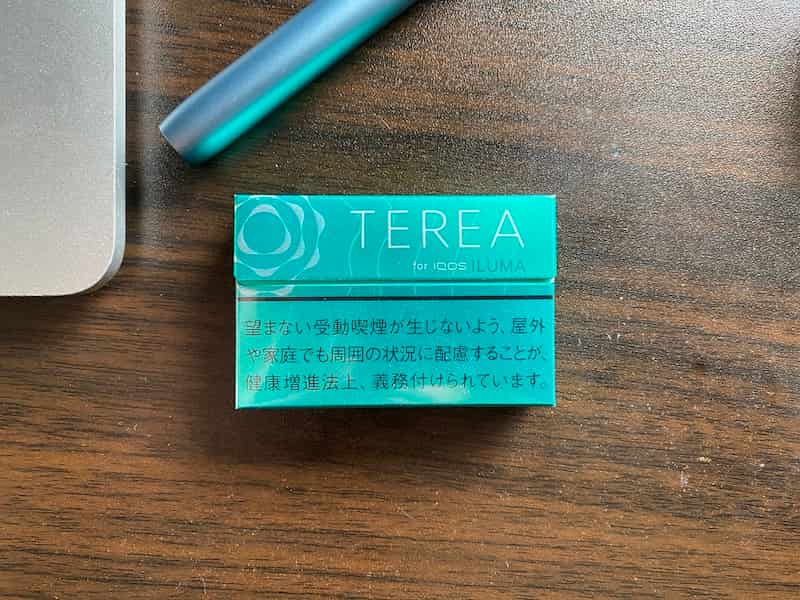 TEREA
for IQOS ILUMA
望まない受動喫煙が生じないよう、屋外
や家庭でも周囲の状況に配慮することが、
健康増進法上、義務付けられています。